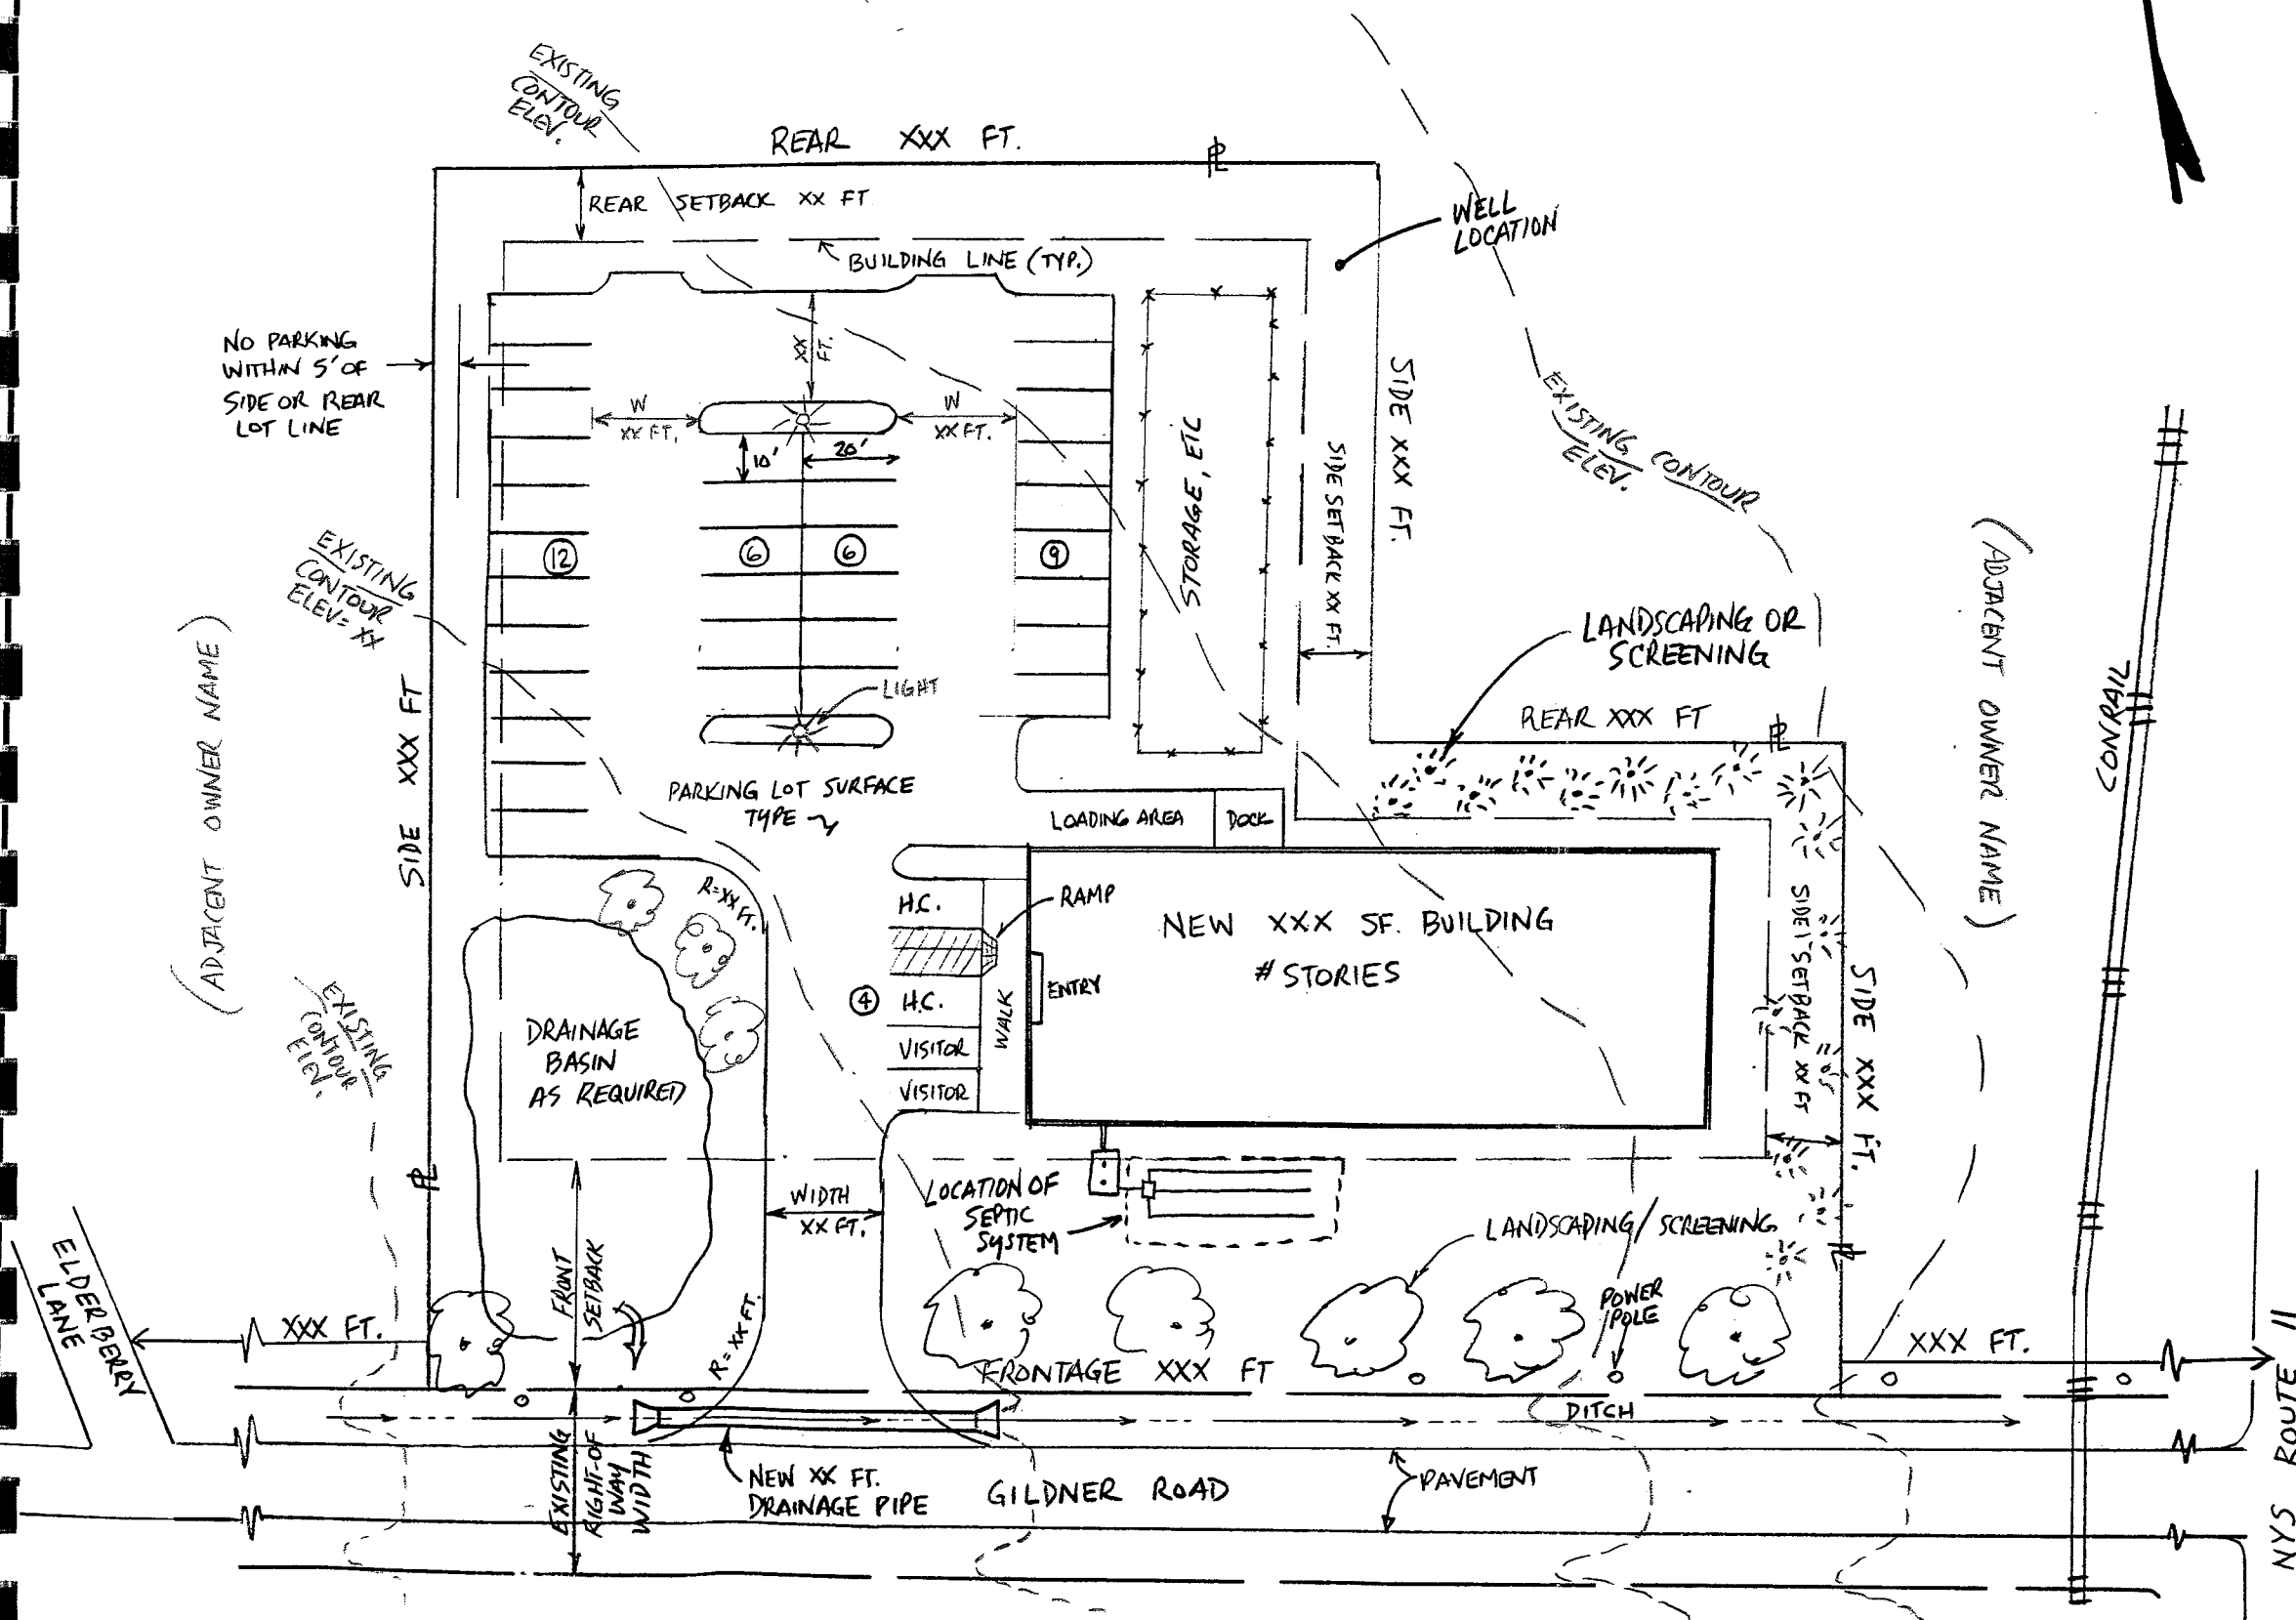 EXISTING
CONTOUR
ELEV.
REAR XXX FT.
PL
REAR SETBACK XX FT
BUILDING LINE (TYP.)
WELL
LOCATION
NO PARKING
WITHIN 5' OF
SIDE OR REAR
LOT LINE
XX
FT.
W
XX FT.
W
XX FT.
10'
20'
SIDE XXX FT.
EXISTING CONTOUR
ELEV.
STORAGE, ETC
SIDE SETBACK XX FT.
12
6
6
9
EXISTING
CONTOUR
ELEV= XX
(ADJACENT OWNER NAME)
SIDE XXX FT
LANDSCAPING OR
SCREENING
(ADJACENT OWNER NAME)
CONRAIL
LIGHT
REAR XXX FT
PL
PARKING LOT SURFACE
TYPE
LOADING AREA
DOCK
R=XX FT.
H.C.
RAMP
NEW XXX SF. BUILDING
# STORIES
SIDE SETBACK XX FT
SIDE XXX FT.
EXISTING
CONTOUR
ELEV.
4
H.C.
ENTRY
WALK
VISITOR
VISITOR
DRAINAGE
BASIN
AS REQUIRED
PL
WIDTH
XX FT.
LOCATION OF
SEPTIC
SYSTEM
LANDSCAPING/SCREENING
PL
ELDERBERRY
LANE
XXX FT.
FRONT
SETBACK
R=XX FT.
POWER
POLE
FRONTAGE XXX FT
XXX FT.
DITCH
EXISTING
RIGHT-OF
WAY
WIDTH
NEW XX FT.
DRAINAGE PIPE
GILDNER ROAD
PAVEMENT
NYS ROUTE 11